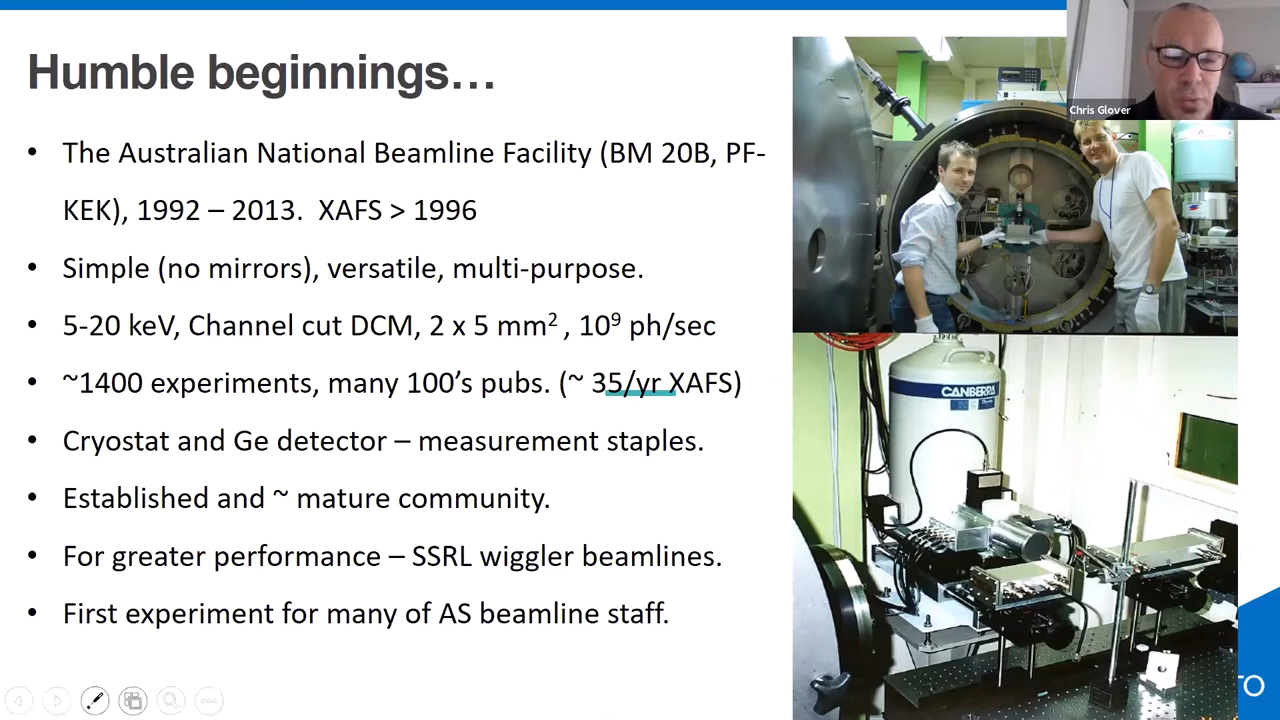 Humble beginnings…
• The Australian National Beamline Facility (BM 20B, PF-
KEK), 1992 – 2013.  XAFS > 1996
• Simple (no mirrors), versatile, multi-purpose.
• 5-20 keV, Channel cut DCM, 2 x 5 mm² , 10⁹ ph/sec
• ~1400 experiments, many 100’s pubs. (~ 35/yr XAFS)
• Cryostat and Ge detector – measurement staples.
• Established and ~ mature community.
• For greater performance – SSRL wiggler beamlines.
• First experiment for many of AS beamline staff.
Chris Glover
CANBERRA
TO